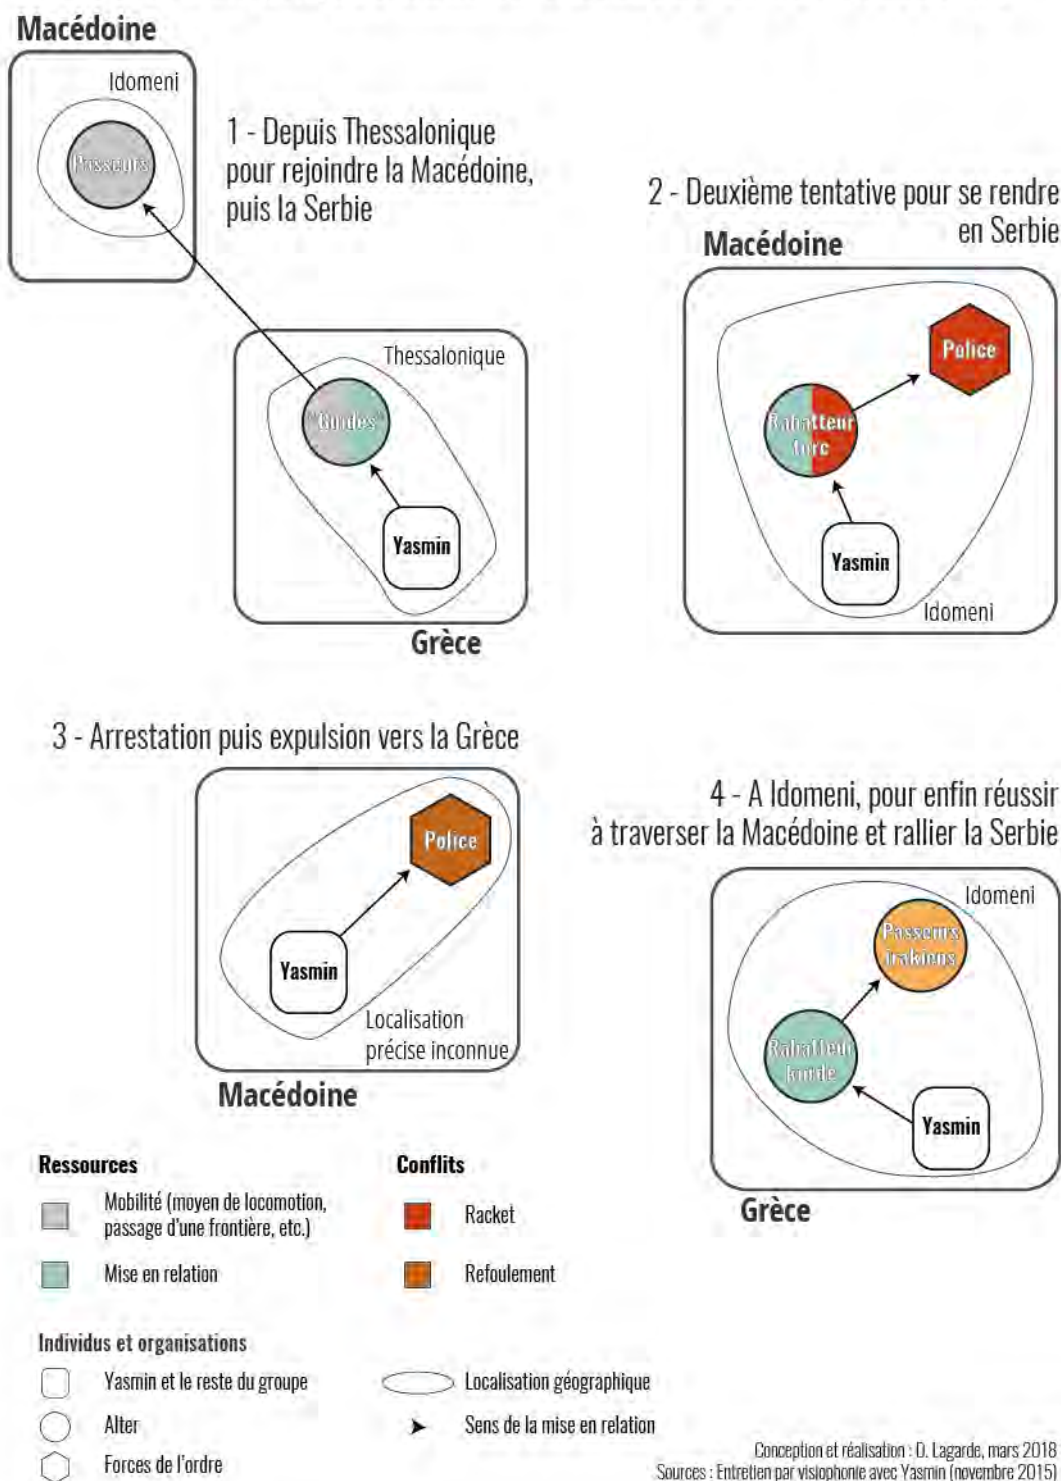 Macédoine
Idomeni
Passeurs
1 - Depuis Thessalonique
pour rejoindre la Macédoine,
puis la Serbie
Thessalonique
"Guides"
Yasmin
Grèce
2 - Deuxième tentative pour se rendre
en Serbie
Macédoine
Police
Rabatteur
turc
Yasmin
Idomeni
3 - Arrestation puis expulsion vers la Grèce
Police
Yasmin
Localisation
précise inconnue
Macédoine
4 - A Idomeni, pour enfin réussir
à traverser la Macédoine et rallier la Serbie
Idomeni
Passeurs
irakiens
Rabatteur
kurde
Yasmin
Grèce
Ressources
Mobilité (moyen de locomotion,
passage d'une frontière, etc.)
Mise en relation
Conflits
Racket
Refoulement
Individus et organisations
Yasmin et le reste du groupe
Alter
Forces de l'ordre
Localisation géographique
Sens de la mise en relation
Conception et réalisation : D. Lagarde, mars 2018
Sources : Entretien par visiophonie avec Yasmin (novembre 2015)